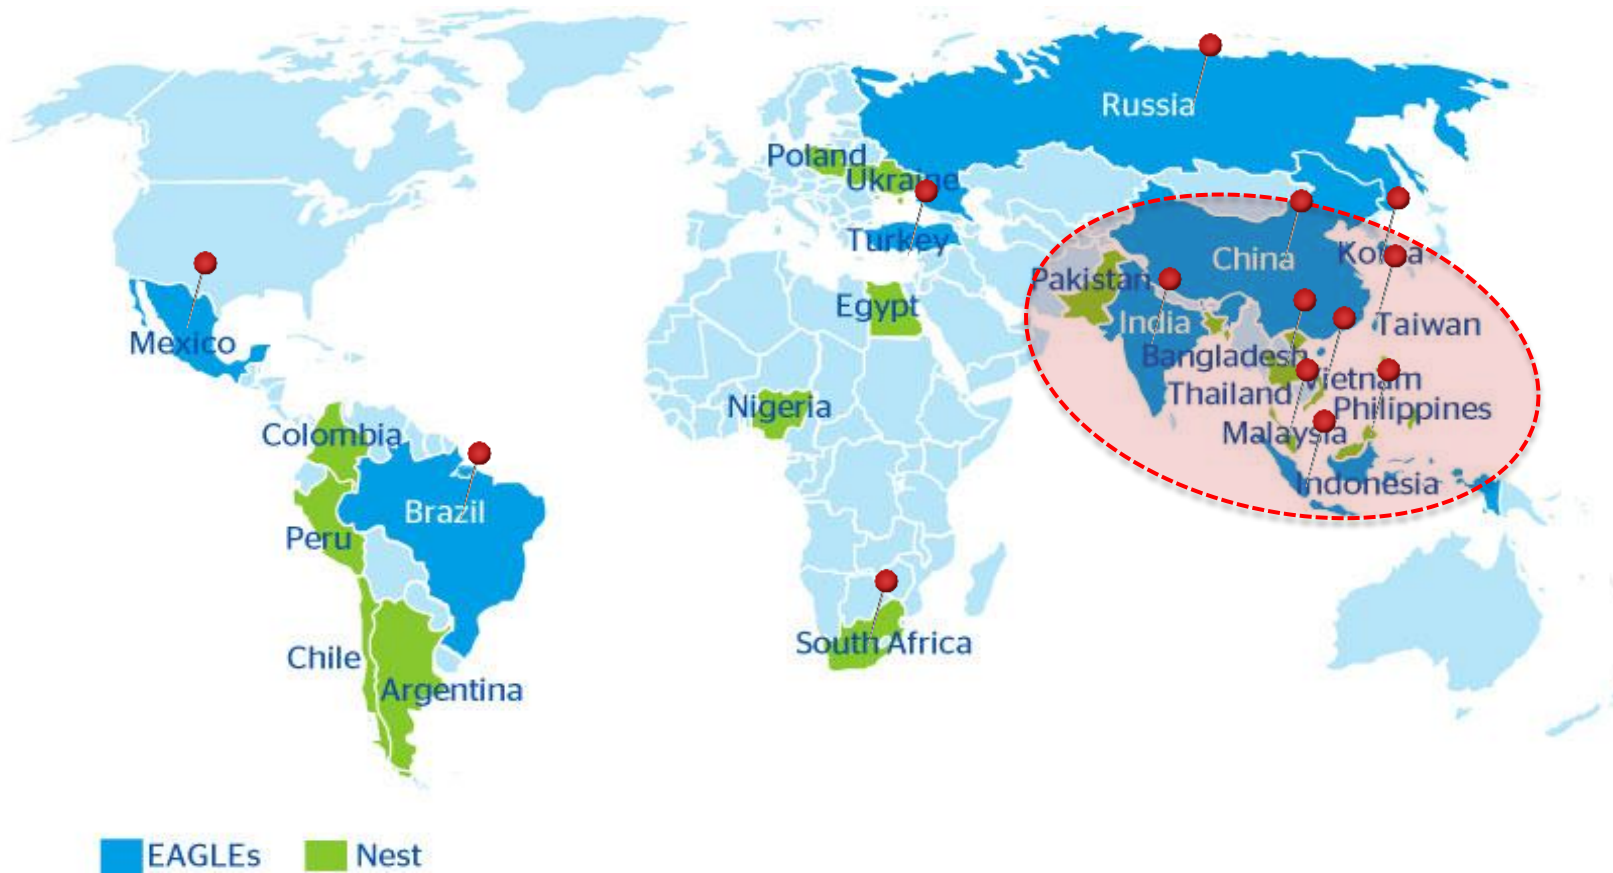 Russia
Poland
Ukraine
Turkey
Korea
China
Pakistan
Egypt
India
Taiwan
Mexico
Bangladesh
Vietnam
Thailand
Philippines
Nigeria
Malaysia
Colombia
Indonesia
Brazil
Peru
South Africa
Chile
Argentina
EAGLEs
Nest